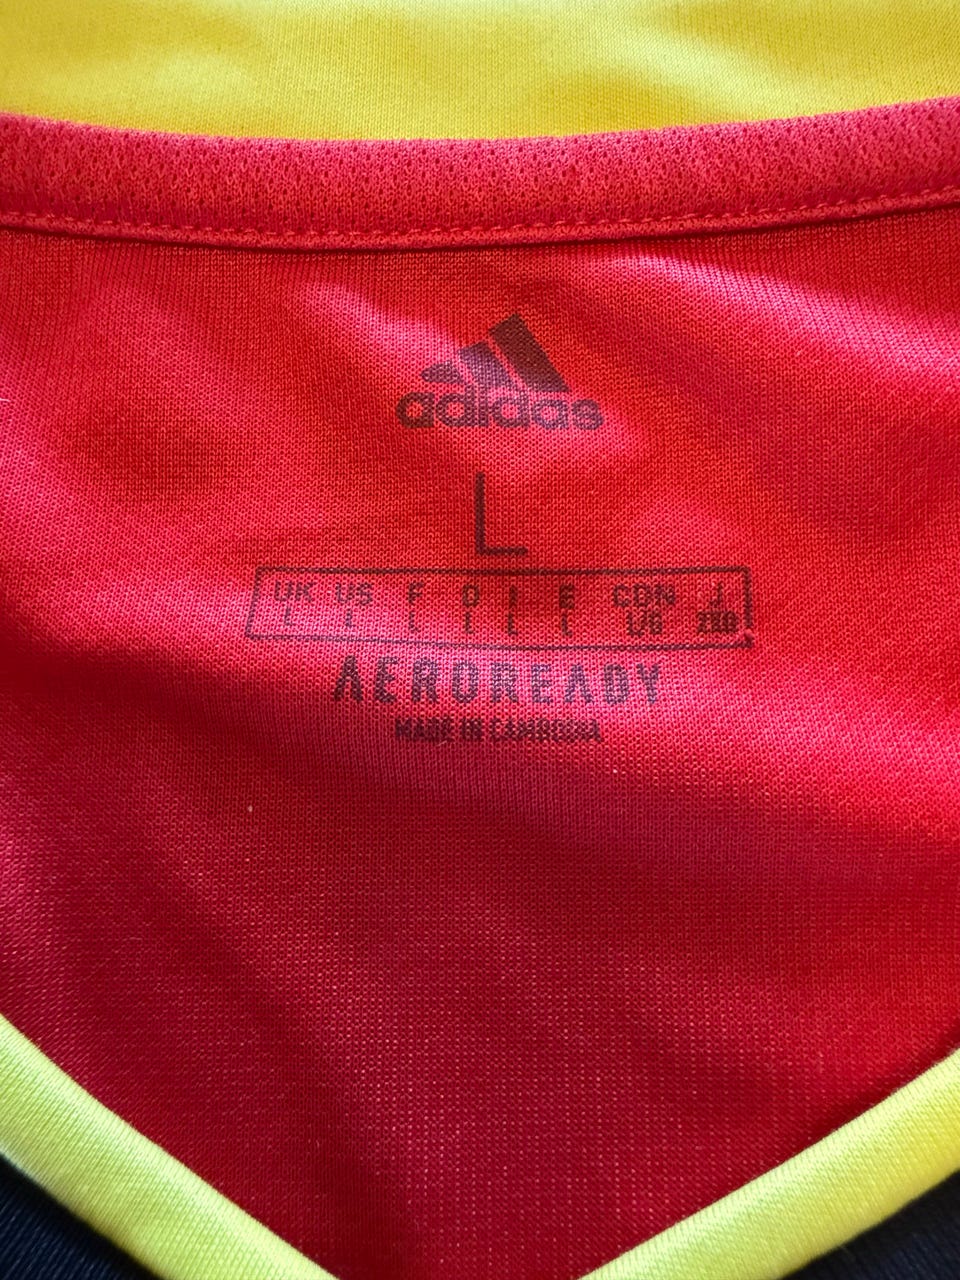 adidas
L
UK US F D I E CDN J
L L L L L L L/G 2XO
AEROREADY
MADE IN CAMBODIA